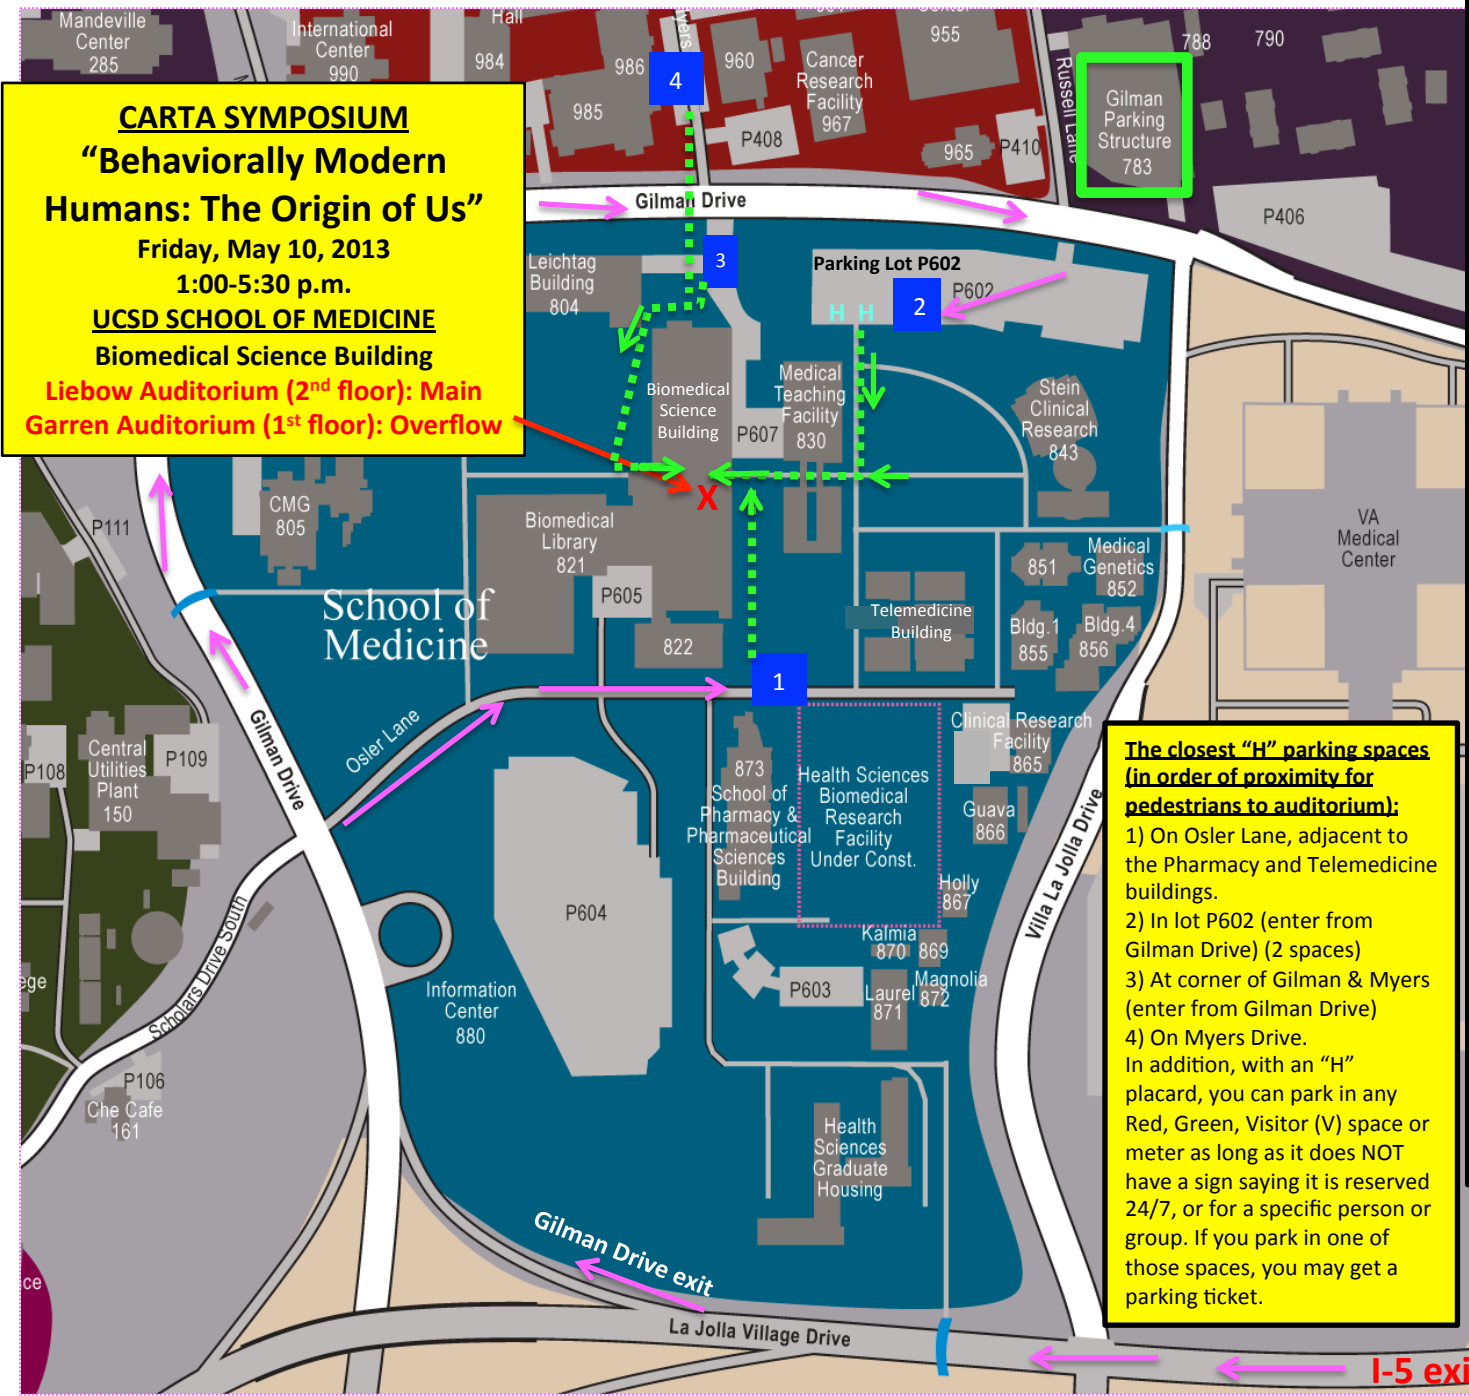 Mandeville
Center
285
International
Center
990
Hall
984
986
985
Myers
4
960
Cancer
Research
Facility
967
955
P408
965
P410
Russell Lane
Gilman
Parking
Structure
783
788
790
P406
CARTA SYMPOSIUM
“Behaviorally Modern
Humans: The Origin of Us”
Friday, May 10, 2013
1:00-5:30 p.m.
UCSD SCHOOL OF MEDICINE
Biomedical Science Building
Liebow Auditorium (2nd floor): Main
Garren Auditorium (1st floor): Overflow
Gilman Drive
Leichtag
Building
804
3
Parking Lot P602
P602
H H
2
Biomedical
Science
Building
P607
Medical
Teaching
Facility
830
Stein
Clinical
Research
843
X
P111
CMG
805
Biomedical
Library
821
P605
822
School of
Medicine
851
Medical
Genetics
852
Telemedicine
Building
Bldg.1
855
Bldg.4
856
VA
Medical
Center
1
Gilman Drive
Osler Lane
P108
Central
Utilities
Plant
150
P109
873
School of
Pharmacy &
Pharmaceutical
Sciences
Building
Health Sciences
Biomedical
Research
Facility
Under Const.
Clinical Research
Facility
865
Guava
866
Holly
867
Kalmia
870
869
Magnolia
872
Laurel
871
P603
P604
Villa La Jolla Drive
Scholars Drive South
ege
Information
Center
880
P106
Che Cafe
161
Health
Sciences
Graduate
Housing
The closest “H” parking spaces
(in order of proximity for
pedestrians to auditorium):
1) On Osler Lane, adjacent to
the Pharmacy and Telemedicine
buildings.
2) In lot P602 (enter from
Gilman Drive) (2 spaces)
3) At corner of Gilman & Myers
(enter from Gilman Drive)
4) On Myers Drive.
In addition, with an “H”
placard, you can park in any
Red, Green, Visitor (V) space or
meter as long as it does NOT
have a sign saying it is reserved
24/7, or for a specific person or
group. If you park in one of
those spaces, you may get a
parking ticket.
ce
Gilman Drive exit
La Jolla Village Drive
I-5 exi